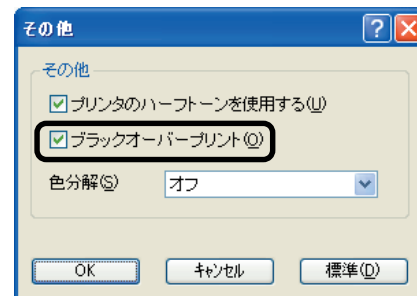 その他
その他
プリンタのハーフトーンを使用する(U)
ブラックオーバープリント(O)
色分解(S) オフ
OK キャンセル 標準(D)